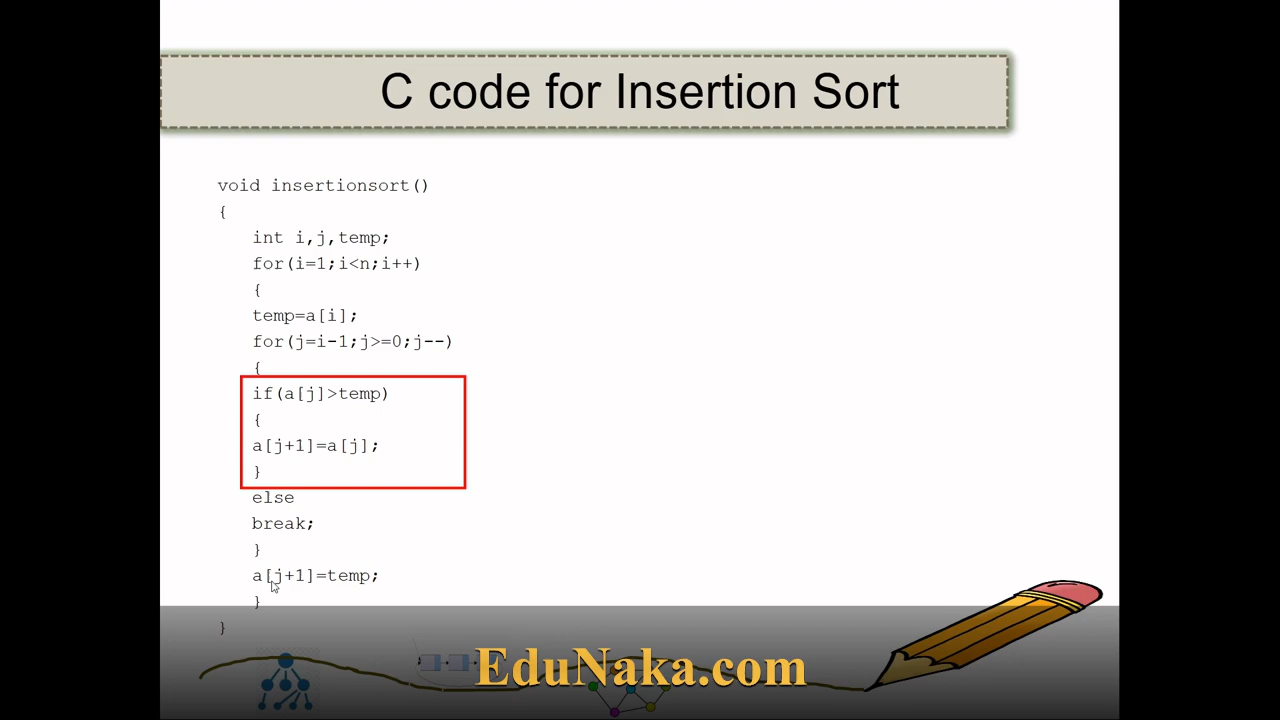 C code for Insertion Sort
void insertionsort()
{
int i,j,temp;
for(i=1;i<n;i++)
{
temp=a[i];
for(j=i-1;j>=0;j--)
{
if(a[j]>temp)
{
a[j+1]=a[j];
}
else
break;
}
a[j+1]=temp;
}
}
EduNaka.com